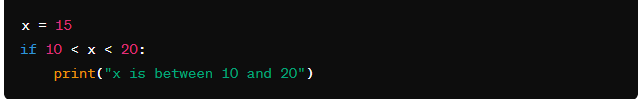 x = 15
if 10 < x < 20:
    print("x is between 10 and 20")